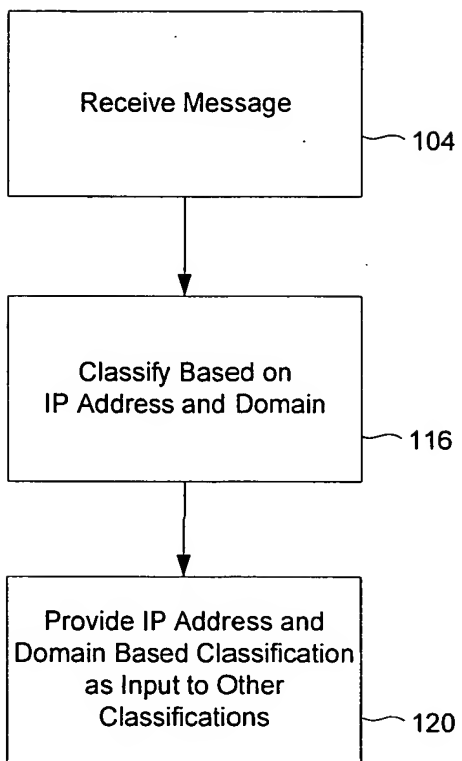 Receive Message
104
Classify Based on
IP Address and Domain
116
Provide IP Address and
Domain Based Classification
as Input to Other
Classifications
120